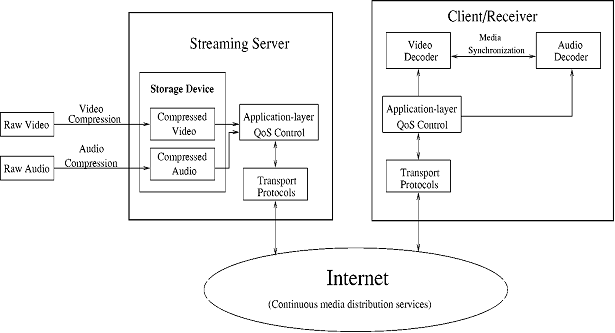 Client/Receiver
Streaming Server
Video
Decoder
Media
Synchronization
Audio
Decoder
Storage Device
Raw Video
Video
Compression
Compressed
Video
Application-layer
QoS Control
Application-layer
QoS Control
Raw Audio
Audio
Compression
Compressed
Audio
Transport
Protocols
Transport
Protocols
Internet
(Continuous media distribution services)